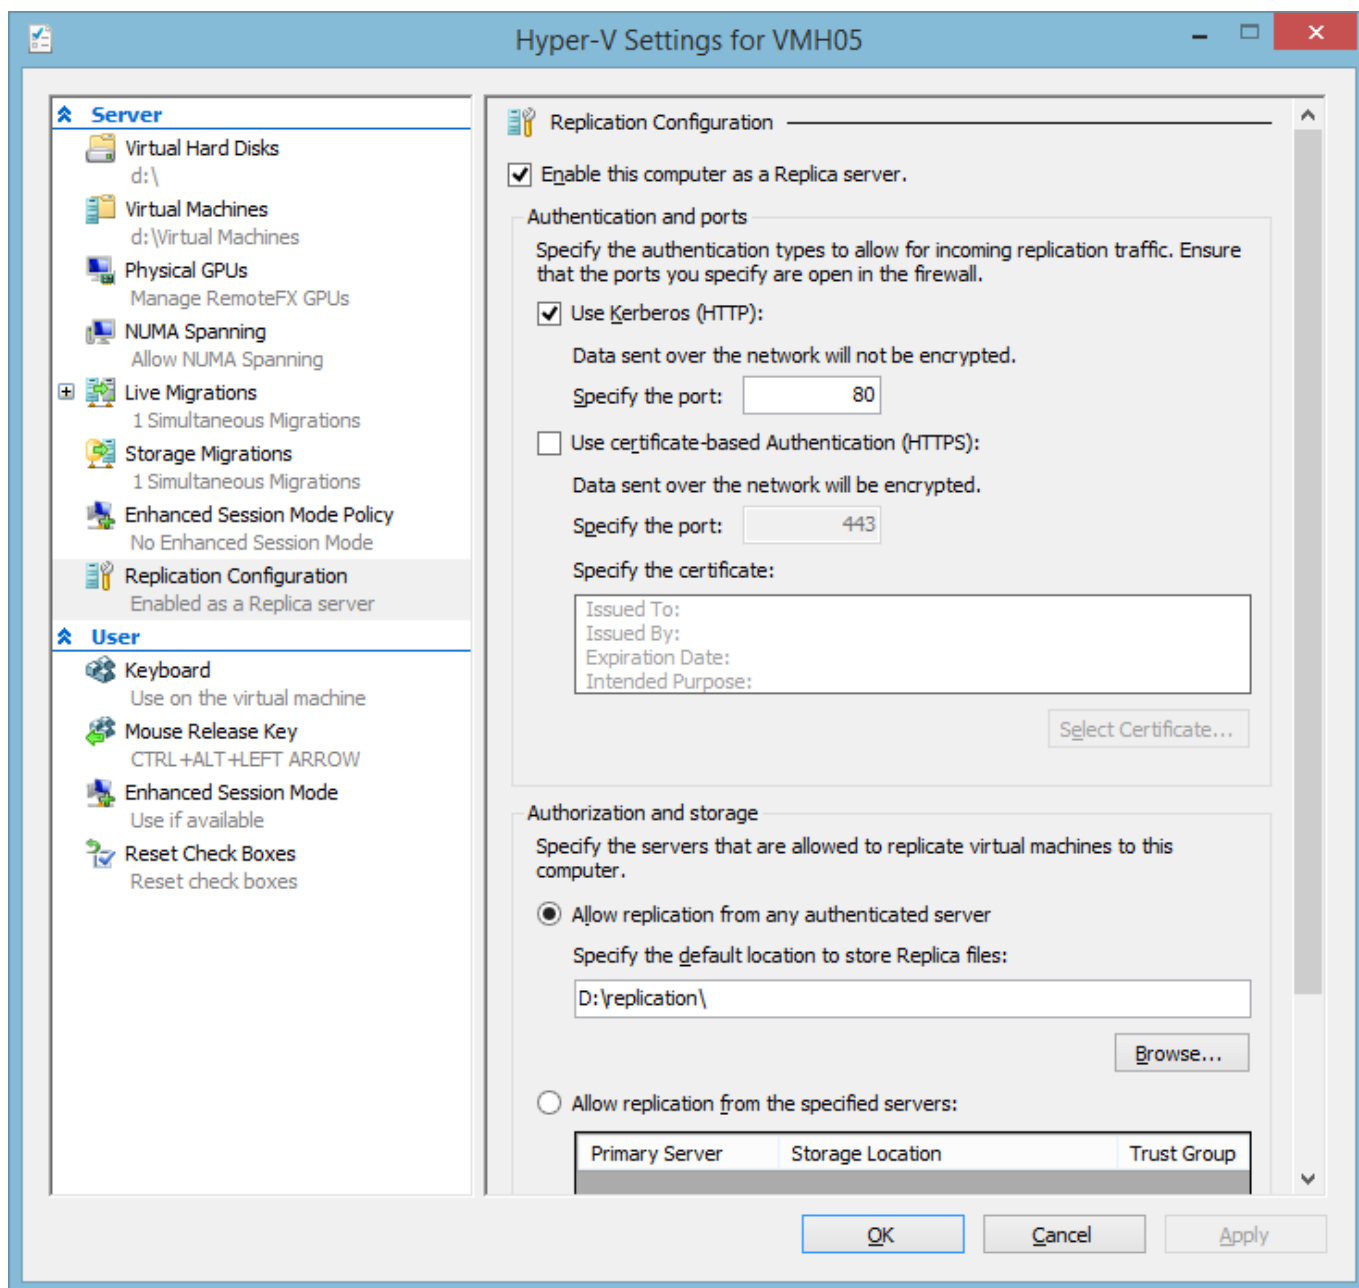 Hyper-V Settings for VMH05
Server
Virtual Hard Disks
d:\
Virtual Machines
d:\Virtual Machines
Physical GPUs
Manage RemoteFX GPUs
NUMA Spanning
Allow NUMA Spanning
Live Migrations
1 Simultaneous Migrations
Storage Migrations
1 Simultaneous Migrations
Enhanced Session Mode Policy
No Enhanced Session Mode
Replication Configuration
Enabled as a Replica server
User
Keyboard
Use on the virtual machine
Mouse Release Key
CTRL+ALT+LEFT ARROW
Enhanced Session Mode
Use if available
Reset Check Boxes
Reset check boxes
Replication Configuration
Enable this computer as a Replica server.
Authentication and ports
Specify the authentication types to allow for incoming replication traffic. Ensure
that the ports you specify are open in the firewall.
Use Kerberos (HTTP):
Data sent over the network will not be encrypted.
Specify the port: 80
Use certificate-based Authentication (HTTPS):
Data sent over the network will be encrypted.
Specify the port: 443
Specify the certificate:
Issued To:
Issued By:
Expiration Date:
Intended Purpose:
Select Certificate...
Authorization and storage
Specify the servers that are allowed to replicate virtual machines to this
computer.
Allow replication from any authenticated server
Specify the default location to store Replica files:
D:\replication\
Browse...
Allow replication from the specified servers:
Primary Server Storage Location Trust Group
OK Cancel Apply